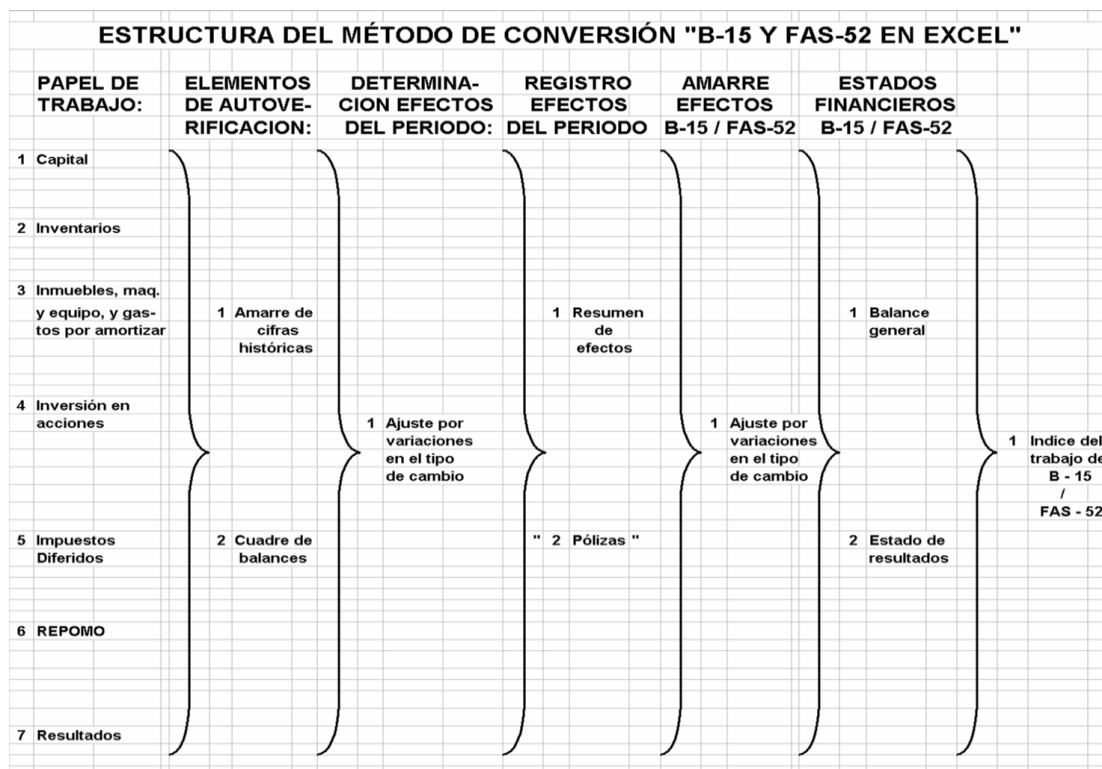 ESTRUCTURA DEL MÉTODO DE CONVERSIÓN "B-15 Y FAS-52 EN EXCEL"
PAPEL DE
TRABAJO:
ELEMENTOS
DE AUTOVE-
RIFICACION:
DETERMINA-
CION EFECTOS
DEL PERIODO:
REGISTRO
EFECTOS
DEL PERIODO
AMARRE
EFECTOS
B-15 / FAS-52
ESTADOS
FINANCIEROS
B-15 / FAS-52
1 Capital
2 Inventarios
3 Inmuebles, maq.
y equipo, y gas-
tos por amortizar
4 Inversión en
acciones
5 Impuestos
Diferidos
6 REPOMO
7 Resultados
1 Amarre de
cifras
históricas
2 Cuadre de
balances
1 Ajuste por
variaciones
en el tipo
de cambio
1 Resumen
de
efectos
" 2 Pólizas "
1 Ajuste por
variaciones
en el tipo
de cambio
1 Balance
general
2 Estado de
resultados
1 Indice del
trabajo de
B - 15
/
FAS - 52